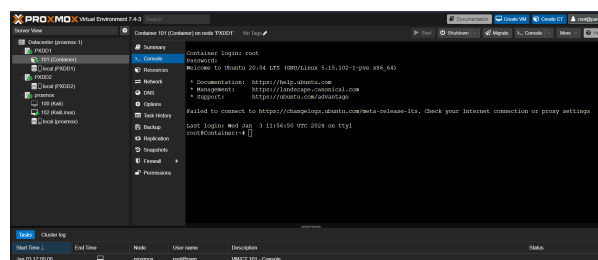 PROXMOX Virtual Environment 7.4-3 Search
Documentation Create VM Create CT
Server View
Container 101 (Container) on node 'PXDD1' No Tags
Start Shutdown Migrate Console More
Datacenter (proxmox-1)
PXDD1
101 (Container)
local (PXDD1)
PXDD2
local (PXDD2)
proxmox
100 (Kali)
102 (KaliLinux)
local (proxmox)
Summary
Console
Resources
Network
DNS
Options
Task History
Backup
Replication
Snapshots
Firewall
Permissions
Container login: root
Password:
Welcome to Ubuntu 20.04 LTS (GNU/Linux 5.15.102-1-pve x86_64)
* Documentation: https://help.ubuntu.com
* Management: https://landscape.canonical.com
* Support: https://ubuntu.com/advantage
Failed to connect to https://changelogs.ubuntu.com/meta-release-lts. Check your Internet connection or proxy settings
Last login: Wed Jan 3 11:56:50 UTC 2024 on tty1
root@Container:~#
Tasks Cluster log
Start Time ↓ End Time Node User name Description Status